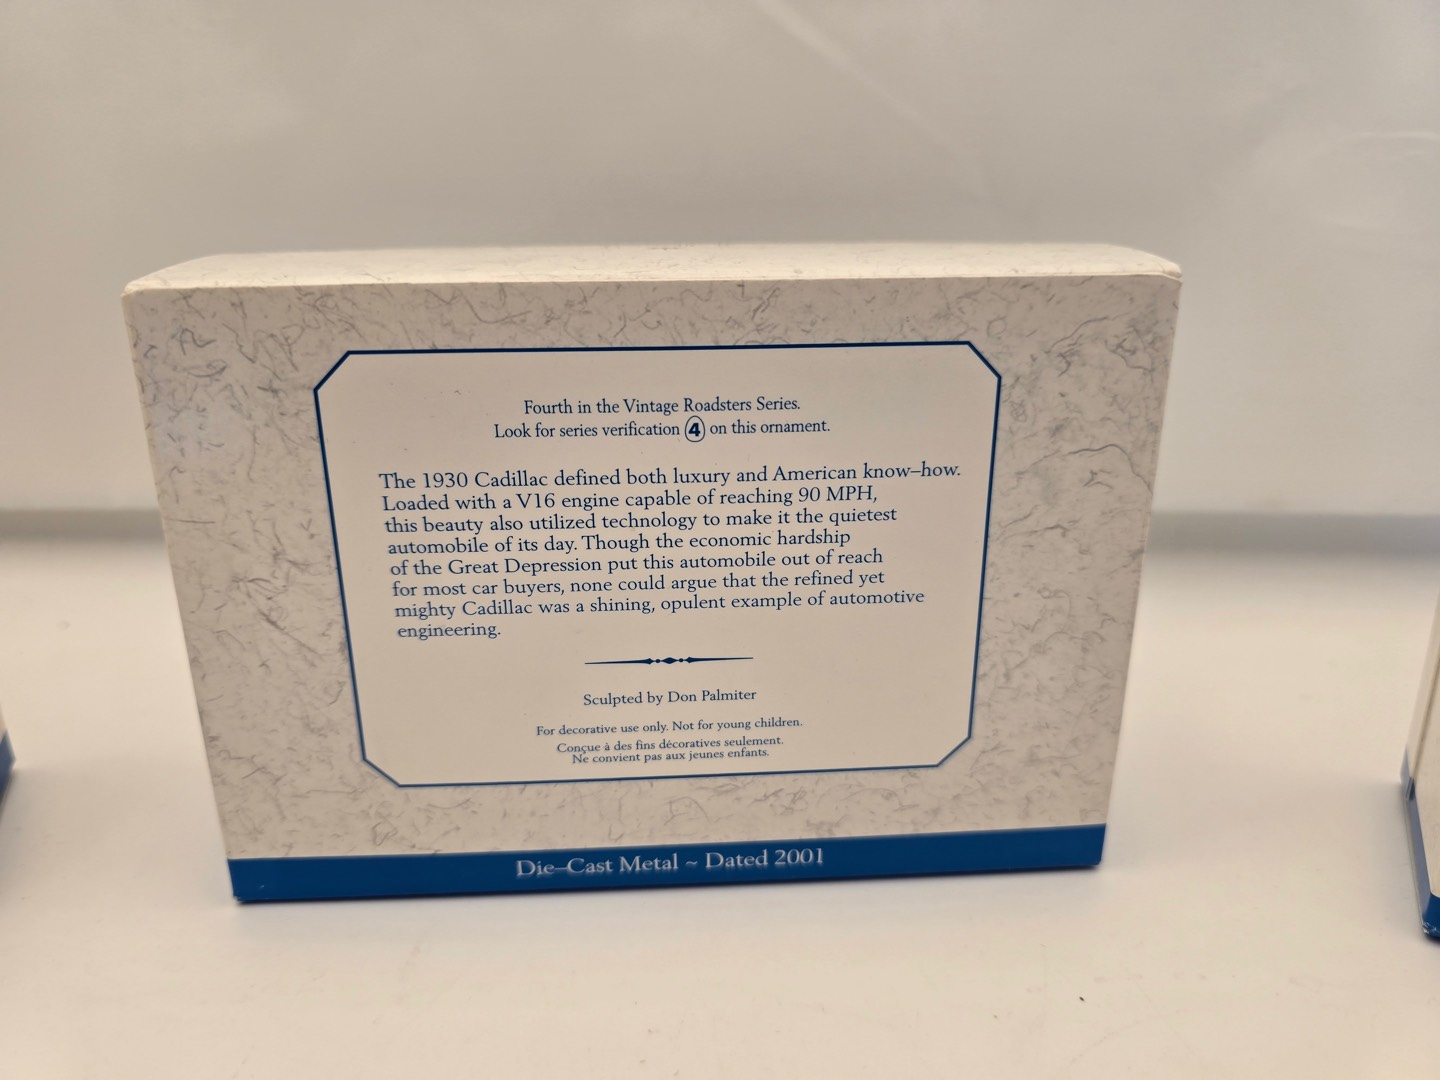 Fourth in the Vintage Roadsters Series.
Look for series verification 4 on this ornament.
The 1930 Cadillac defined both luxury and American know–how.
Loaded with a V16 engine capable of reaching 90 MPH,
this beauty also utilized technology to make it the quietest
automobile of its day. Though the economic hardship
of the Great Depression put this automobile out of reach
for most car buyers, none could argue that the refined yet
mighty Cadillac was a shining, opulent example of automotive
engineering.
Sculpted by Don Palmiter
For decorative use only. Not for young children.
Conçue à des fins décoratives seulement.
Ne convient pas aux jeunes enfants.
Die–Cast Metal ~ Dated 2001